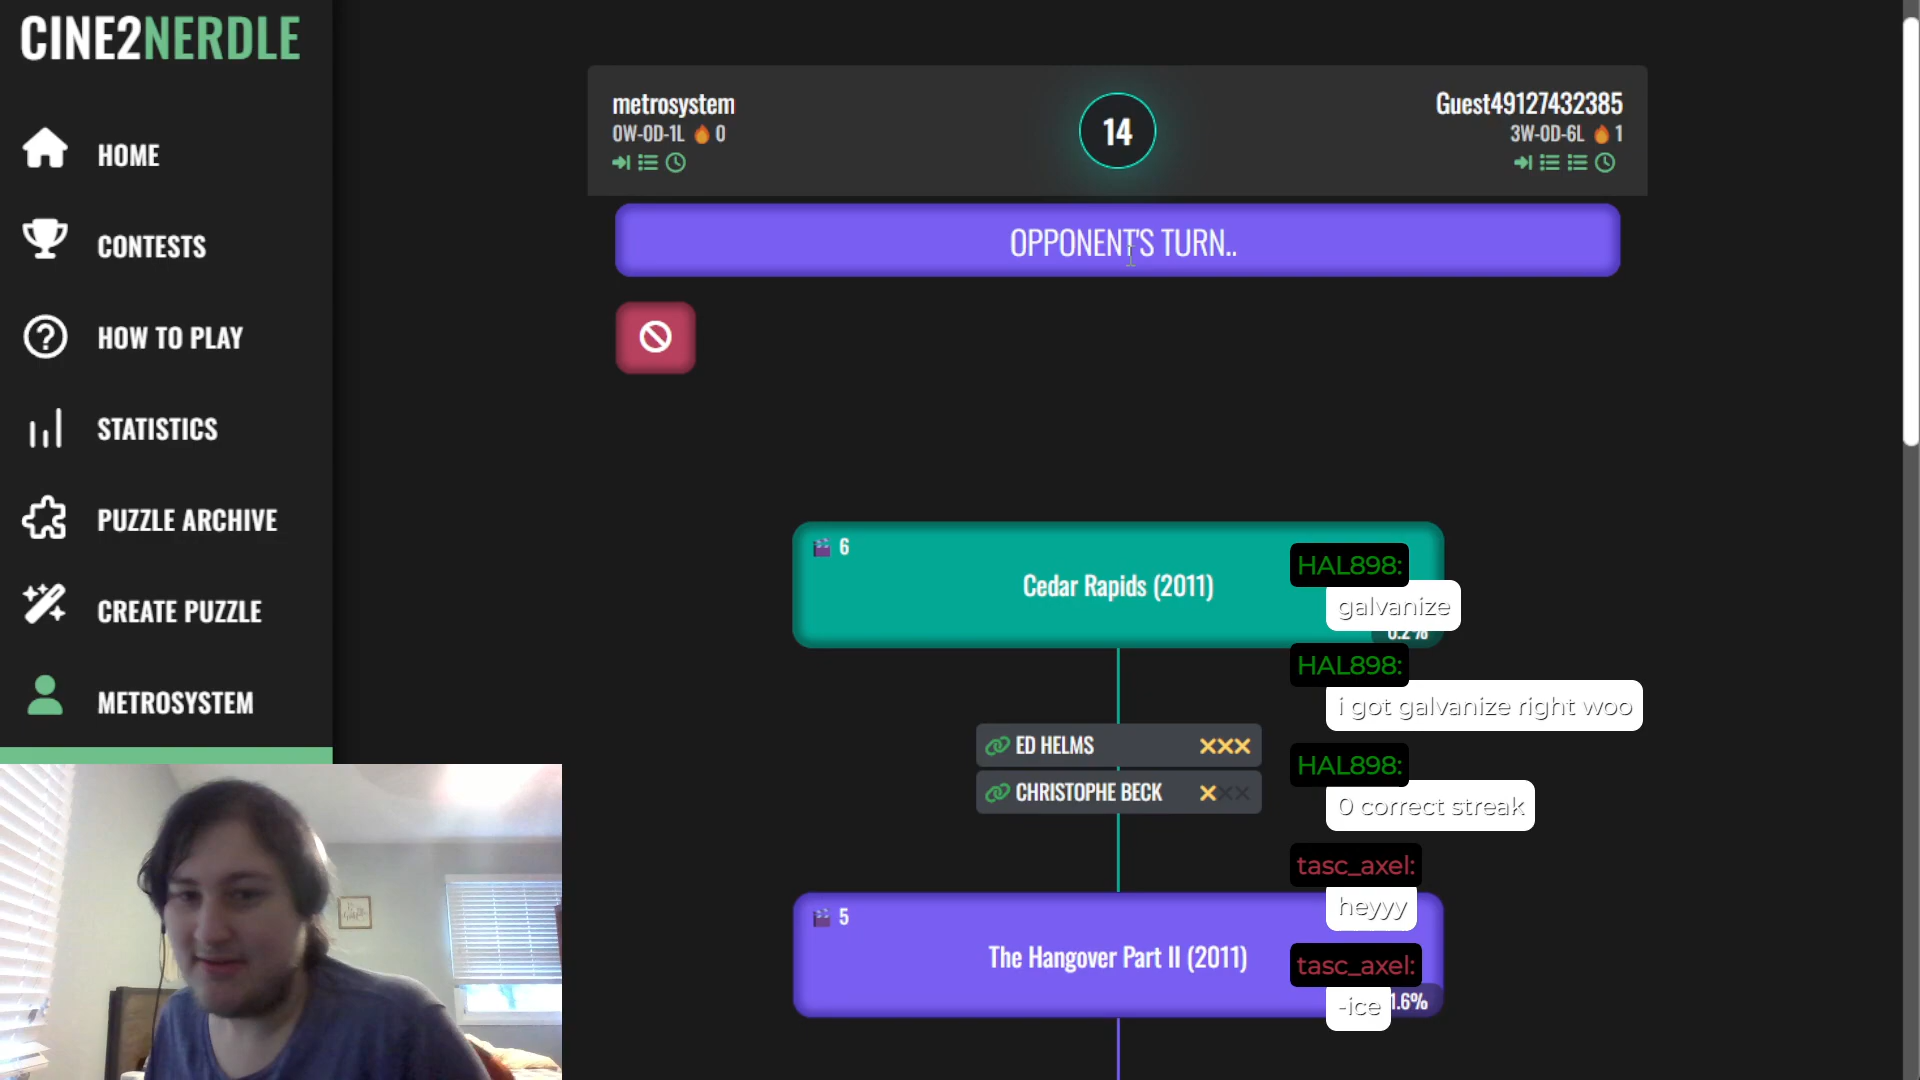 CINE2NERDLE
HOME
CONTESTS
HOW TO PLAY
STATISTICS
PUZZLE ARCHIVE
CREATE PUZZLE
METROSYSTEM
metrosystem
0W-0D-1L 🔥 0
14
Guest49127432385
3W-0D-6L 🔥 1
OPPONENT'S TURN..
6
Cedar Rapids (2011)
ED HELMS
CHRISTOPHE BECK
5
The Hangover Part II (2011)
1.6%
HAL898:
galvanize
HAL898:
i got galvanize right woo
HAL898:
0 correct streak
tasc_axel:
heyyy
tasc_axel:
-ice